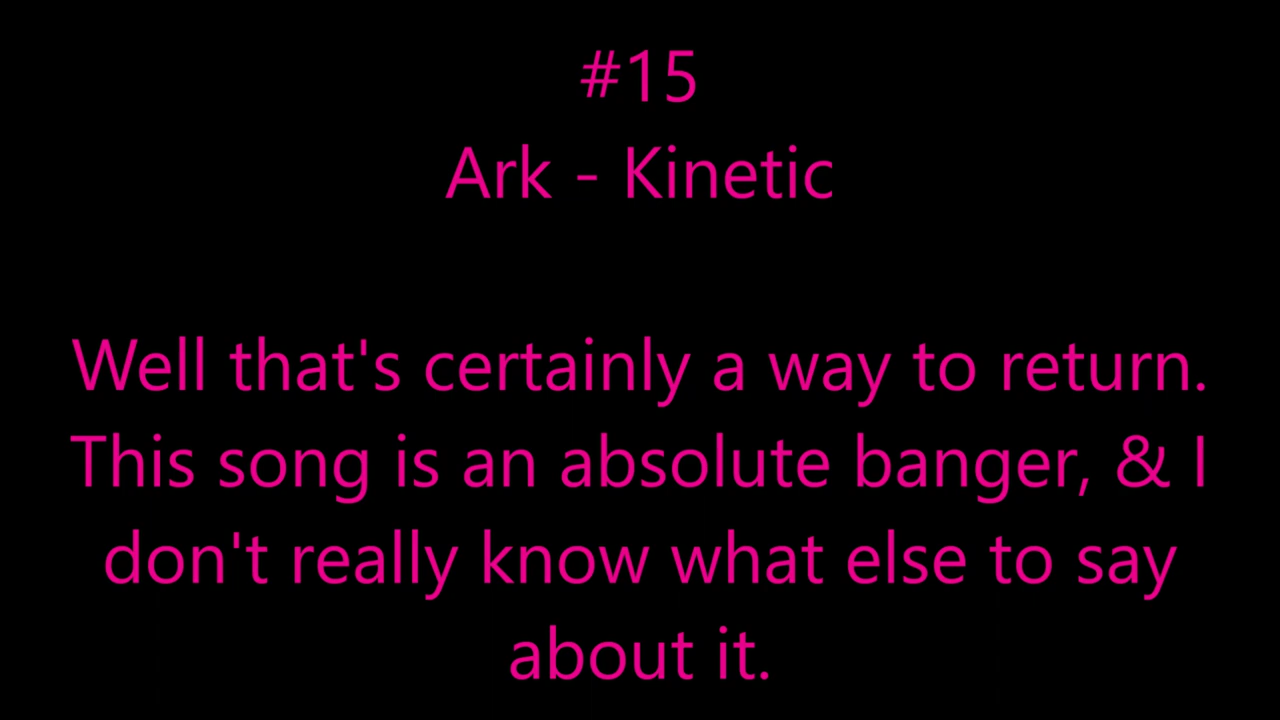 #15
Ark - Kinetic
Well that's certainly a way to return.
This song is an absolute banger, & I
don't really know what else to say
about it.